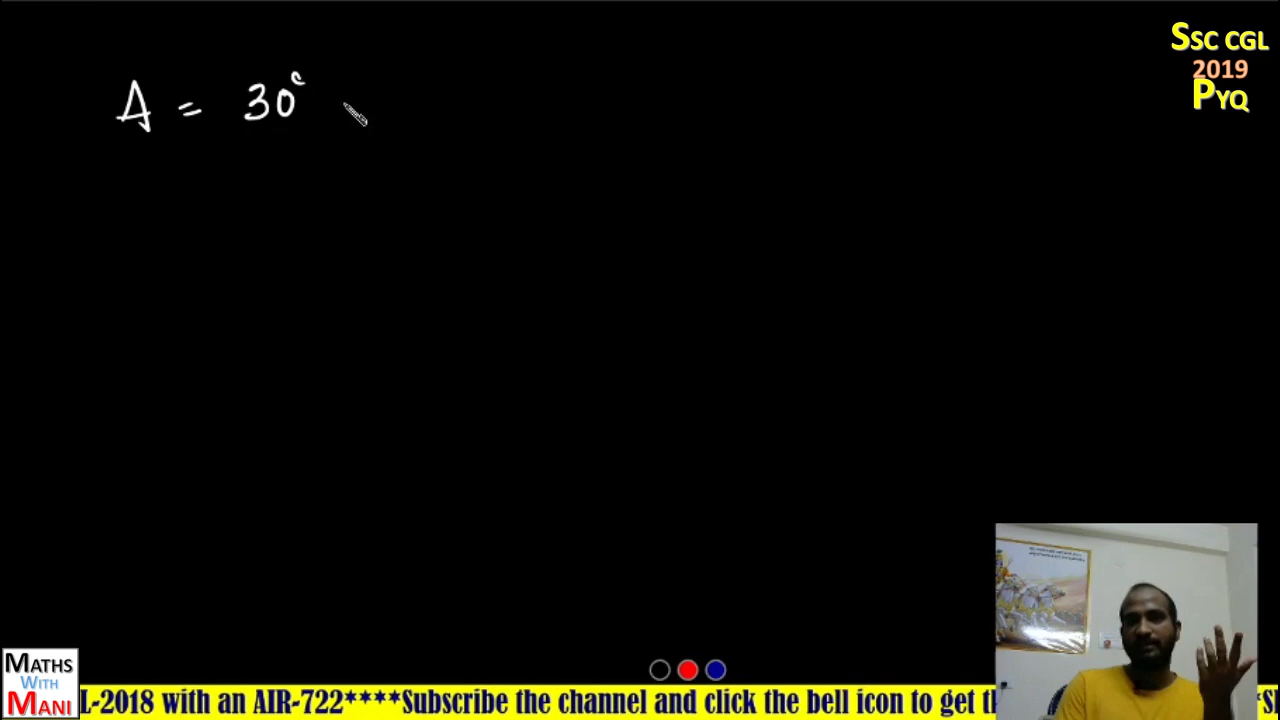 SSC CGL
2019
PYQ
A = 30°
MATHS
WITH
MANI
L-2018 with an AIR-722****Subscribe the channel and click the bell icon to get t